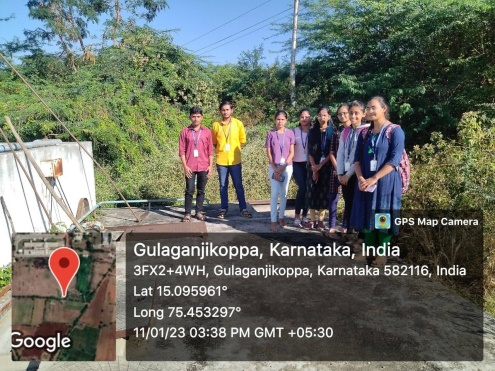 GPS Map Camera
Gulaganjikoppa, Karnataka, India
3FX2+4WH, Gulaganjikoppa, Karnataka 582116, India
Lat 15.095961°
Long 75.453297°
11/01/23 03:38 PM GMT +05:30
Google